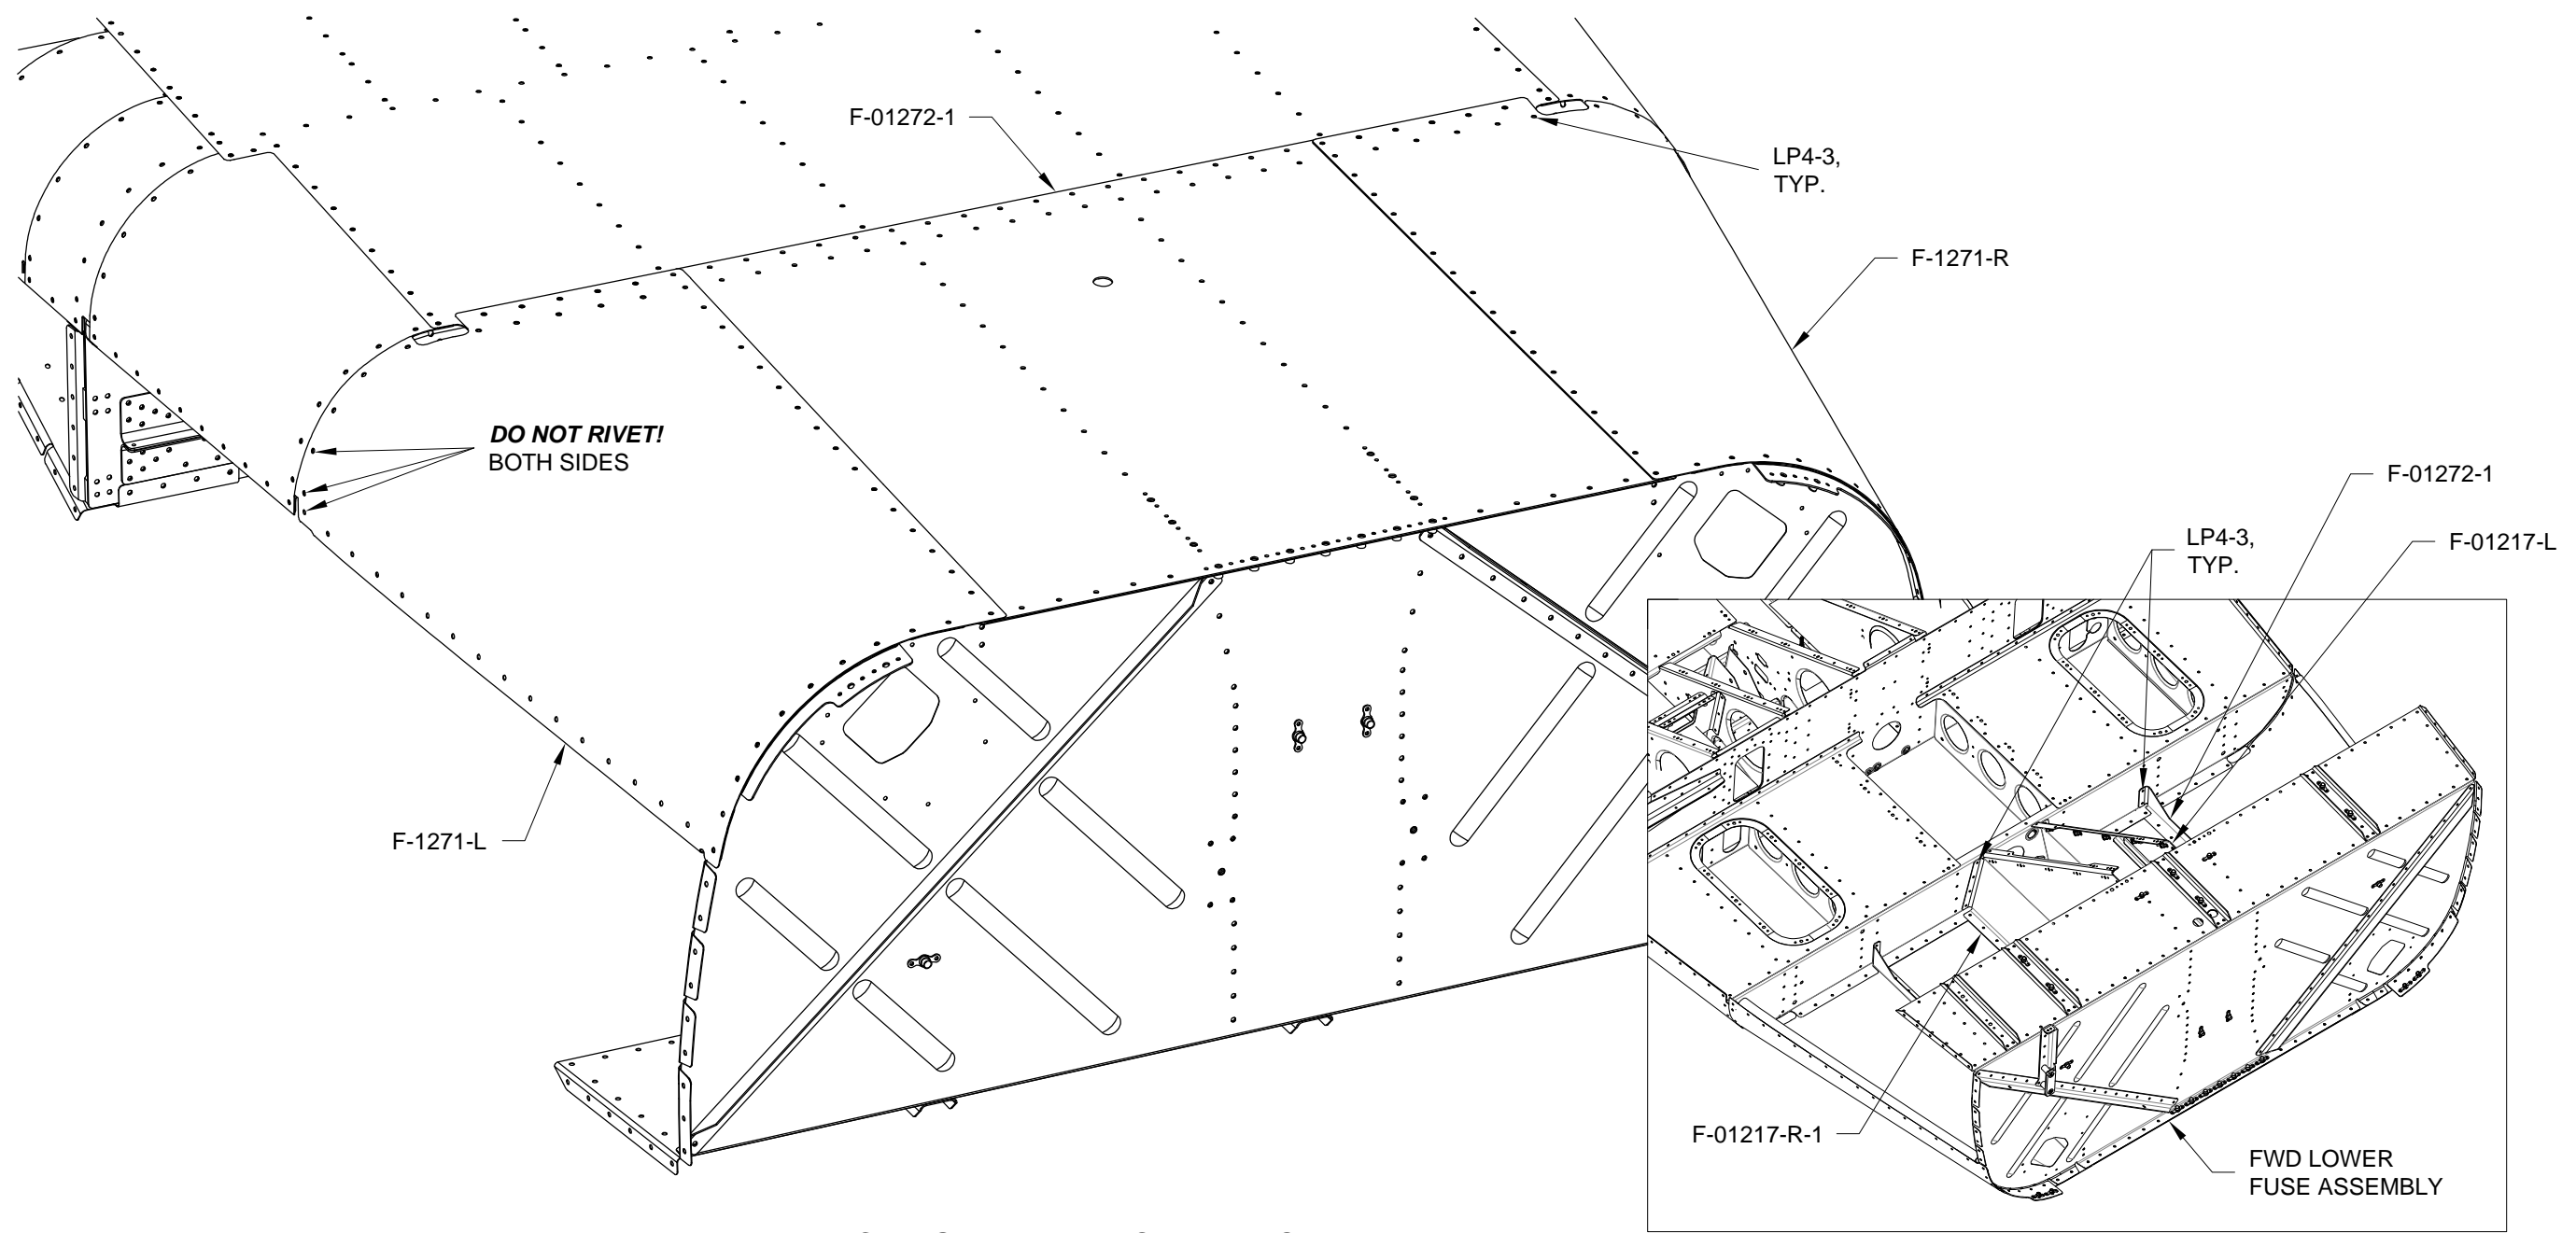 F-01272-1
LP4-3,
TYP.
F-1271-R
DO NOT RIVET!
BOTH SIDES
F-01272-1
LP4-3,
TYP.
F-01217-L
F-1271-L
F-01217-R-1
FWD LOWER
FUSE ASSEMBLY